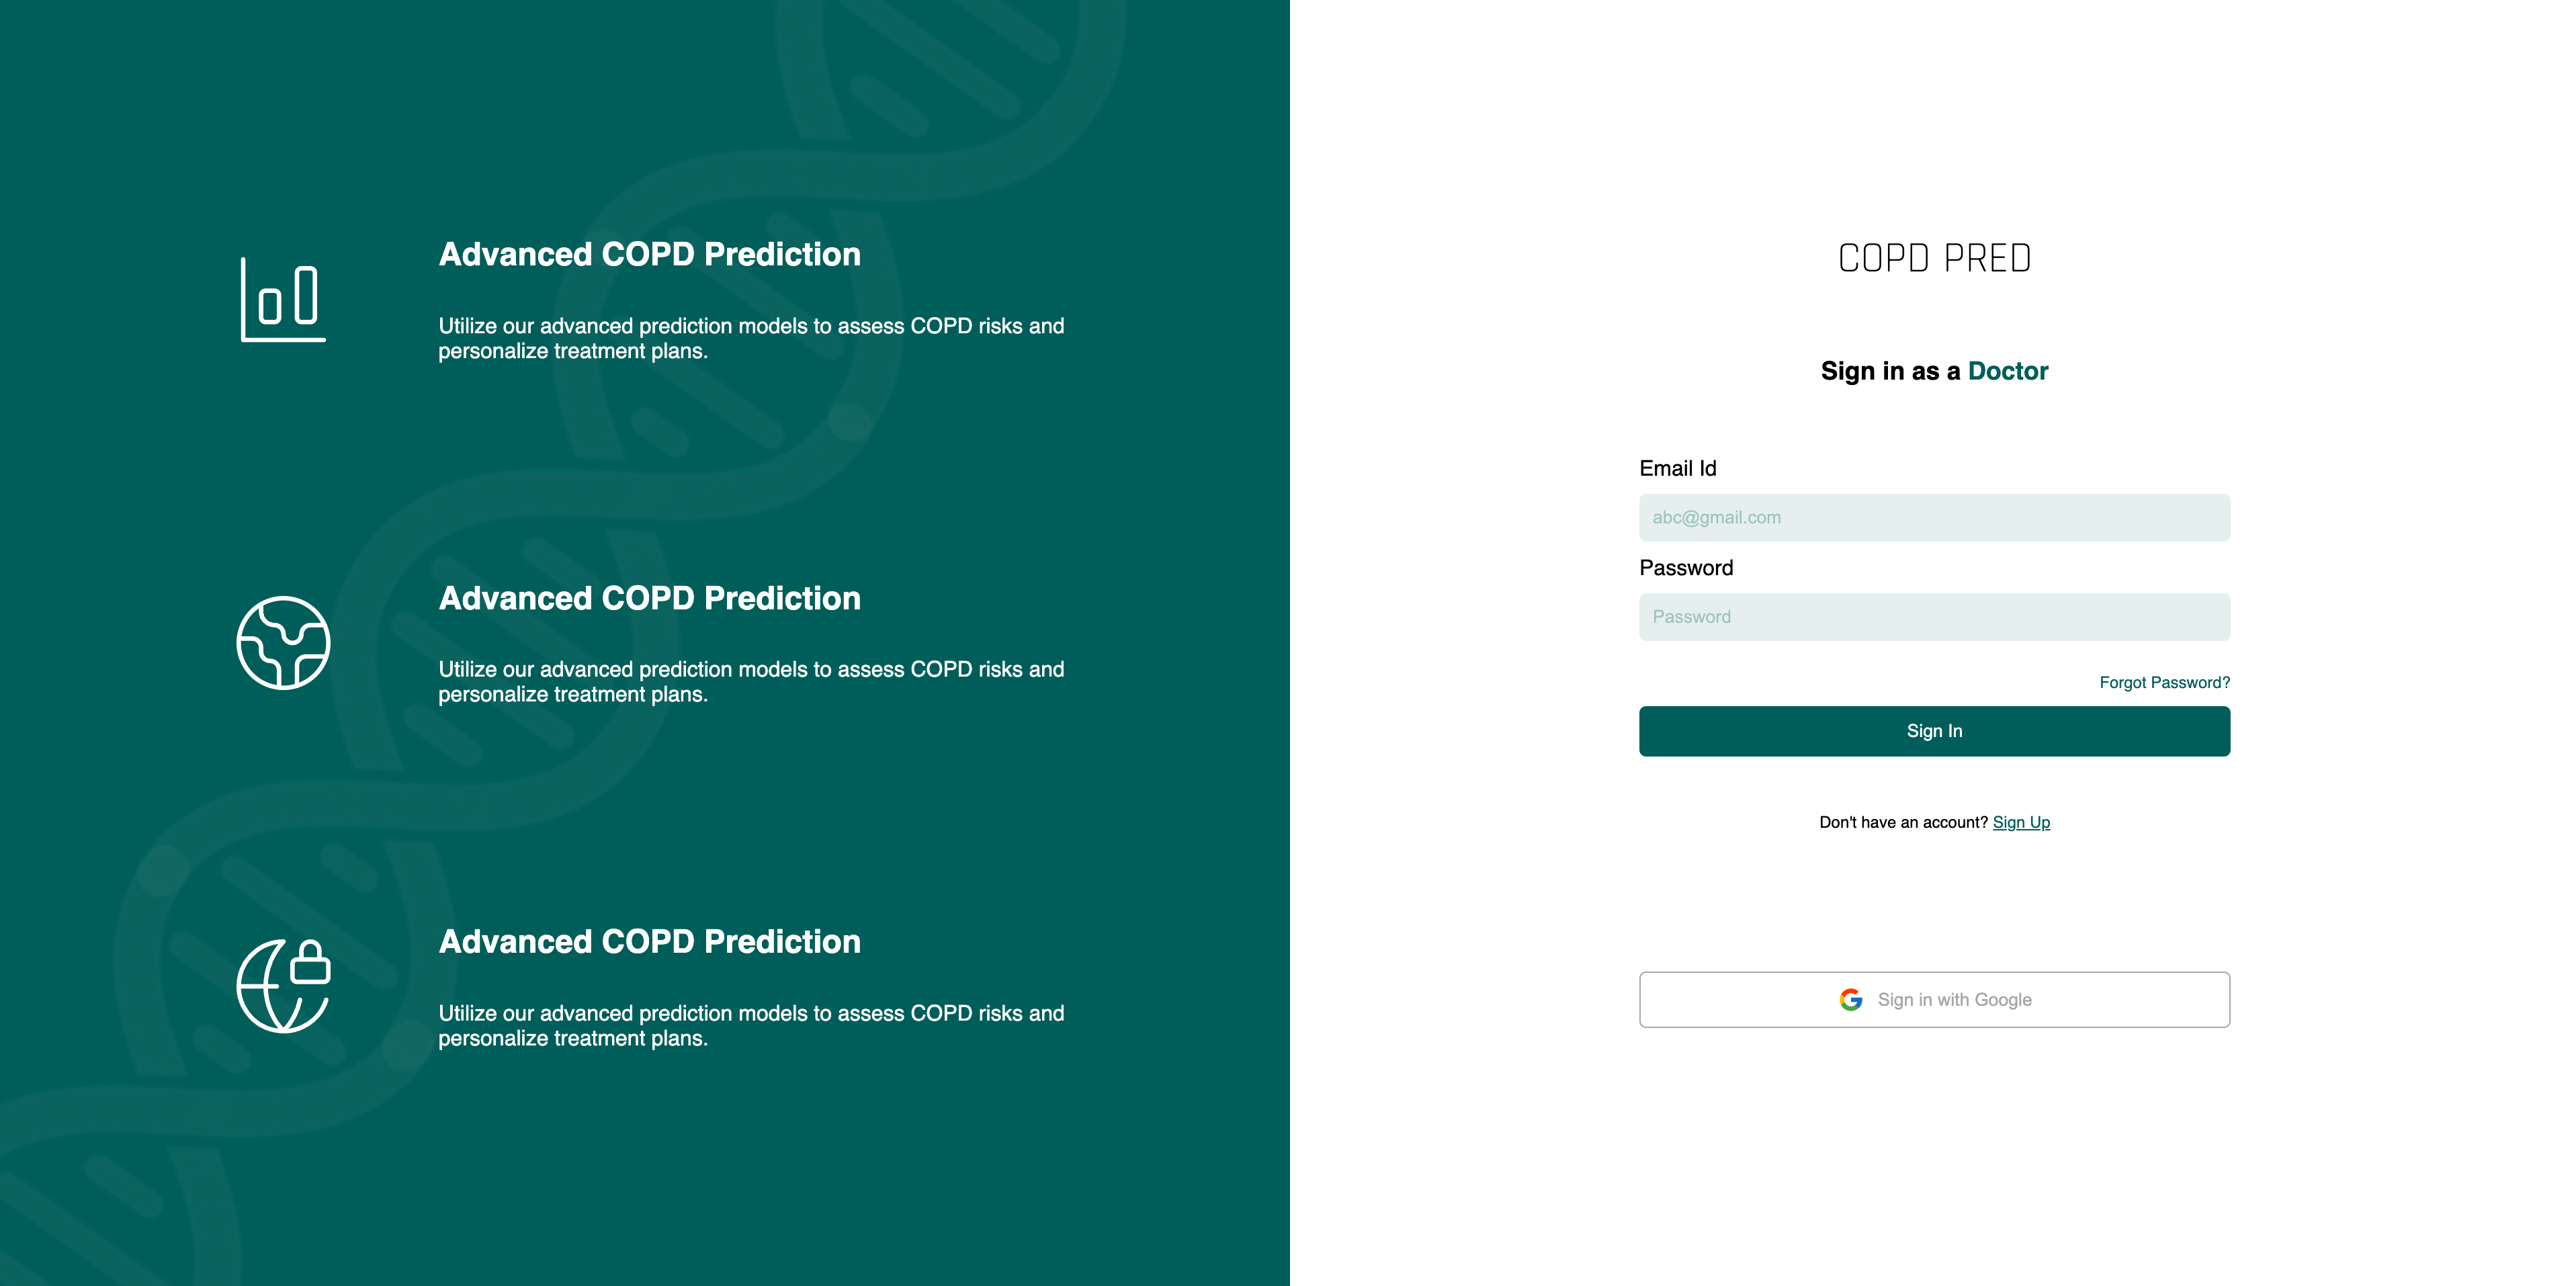 Advanced COPD Prediction
Utilize our advanced prediction models to assess COPD risks and
personalize treatment plans.
Advanced COPD Prediction
Utilize our advanced prediction models to assess COPD risks and
personalize treatment plans.
Advanced COPD Prediction
Utilize our advanced prediction models to assess COPD risks and
personalize treatment plans.
COPD PRED
Sign in as a Doctor
Email Id
abc@gmail.com
Password
Password
Forgot Password?
Sign In
Don't have an account? Sign Up
Sign in with Google